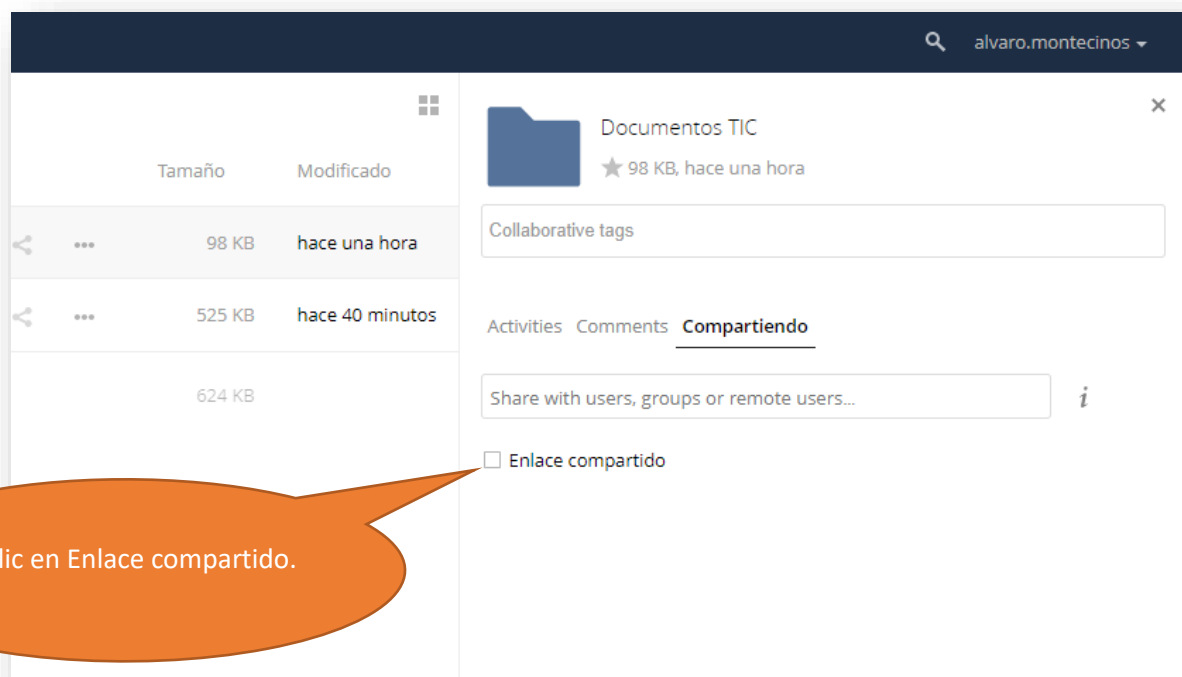 alvaro.montecinos
Documentos TIC
98 KB, hace una hora
Tamaño Modificado
Collaborative tags
98 KB hace una hora
525 KB hace 40 minutos
Activities Comments Compartiendo
624 KB
Share with users, groups or remote users...
i
Enlace compartido
lic en Enlace compartido.